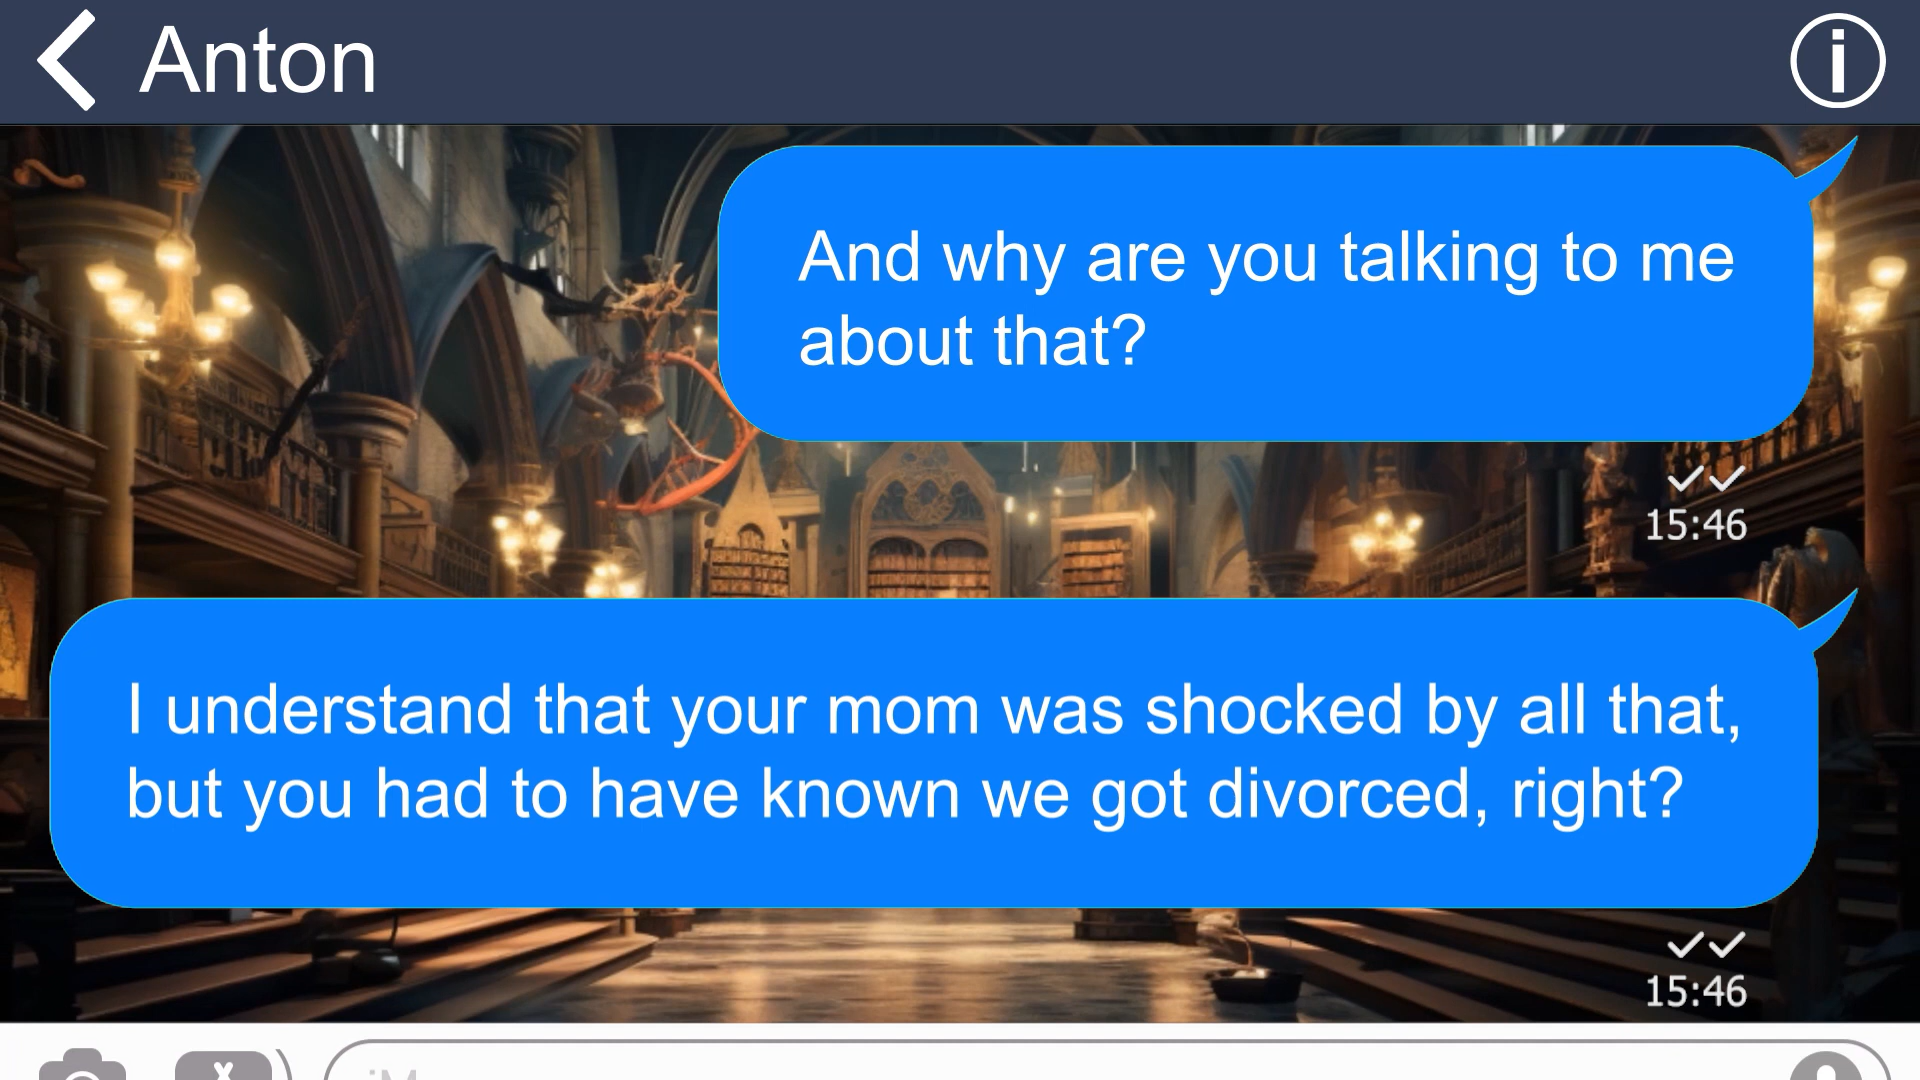 Anton
And why are you talking to me
about that?
15:46
I understand that your mom was shocked by all that,
but you had to have known we got divorced, right?
15:46